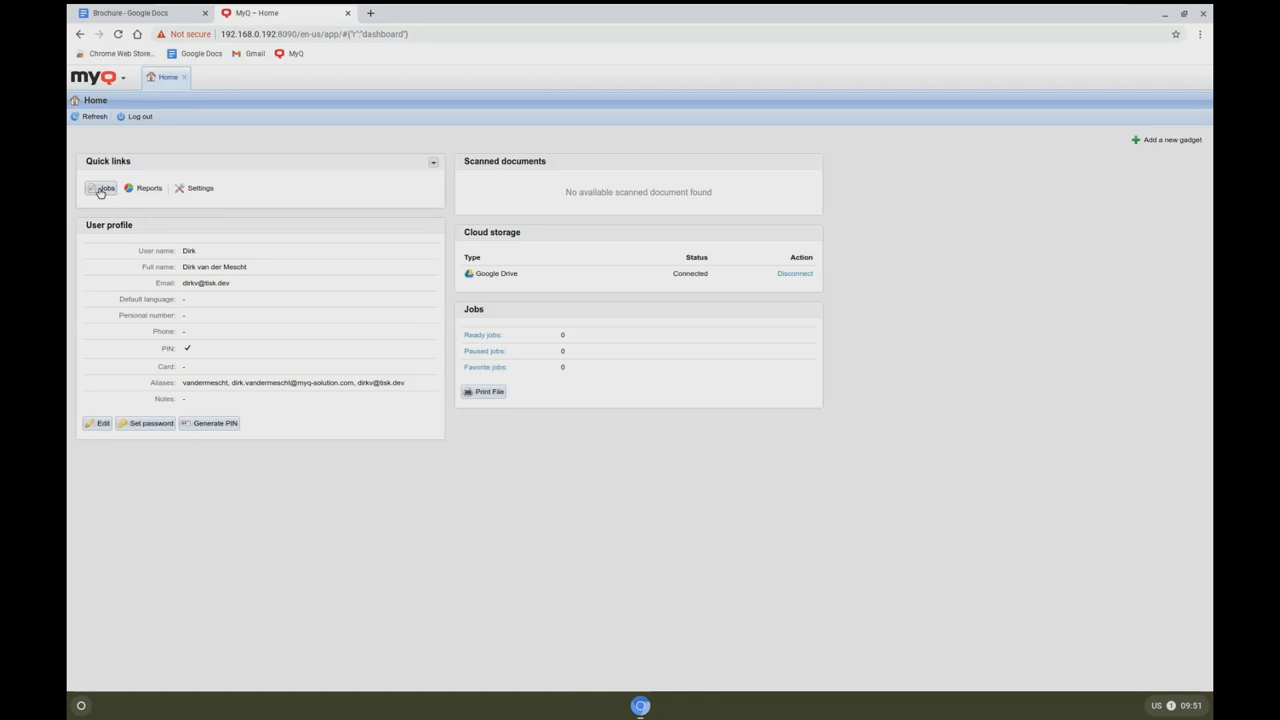 Brochure - Google Docs
MyQ – Home
Not secure
192.168.0.192:8090/en-us/app/#{"r":"dashboard"}
Chrome Web Store...
Google Docs
Gmail
MyQ
myQ
Home
Home
Refresh
Log out
Add a new gadget
Quick links
Jobs
Reports
Settings
User profile
User name: Dirk
Full name: Dirk van der Mescht
Email: dirkv@tisk.dev
Default language: -
Personal number: -
Phone: -
PIN: ✓
Card: -
Aliases: vandermescht, dirk.vandermescht@myq-solution.com, dirkv@tisk.dev
Notes: -
Edit
Set password
Generate PIN
Scanned documents
No available scanned document found
Cloud storage
Type Status Action
Google Drive Connected Disconnect
Jobs
Ready jobs: 0
Paused jobs: 0
Favorite jobs: 0
Print File
US 1 09:51